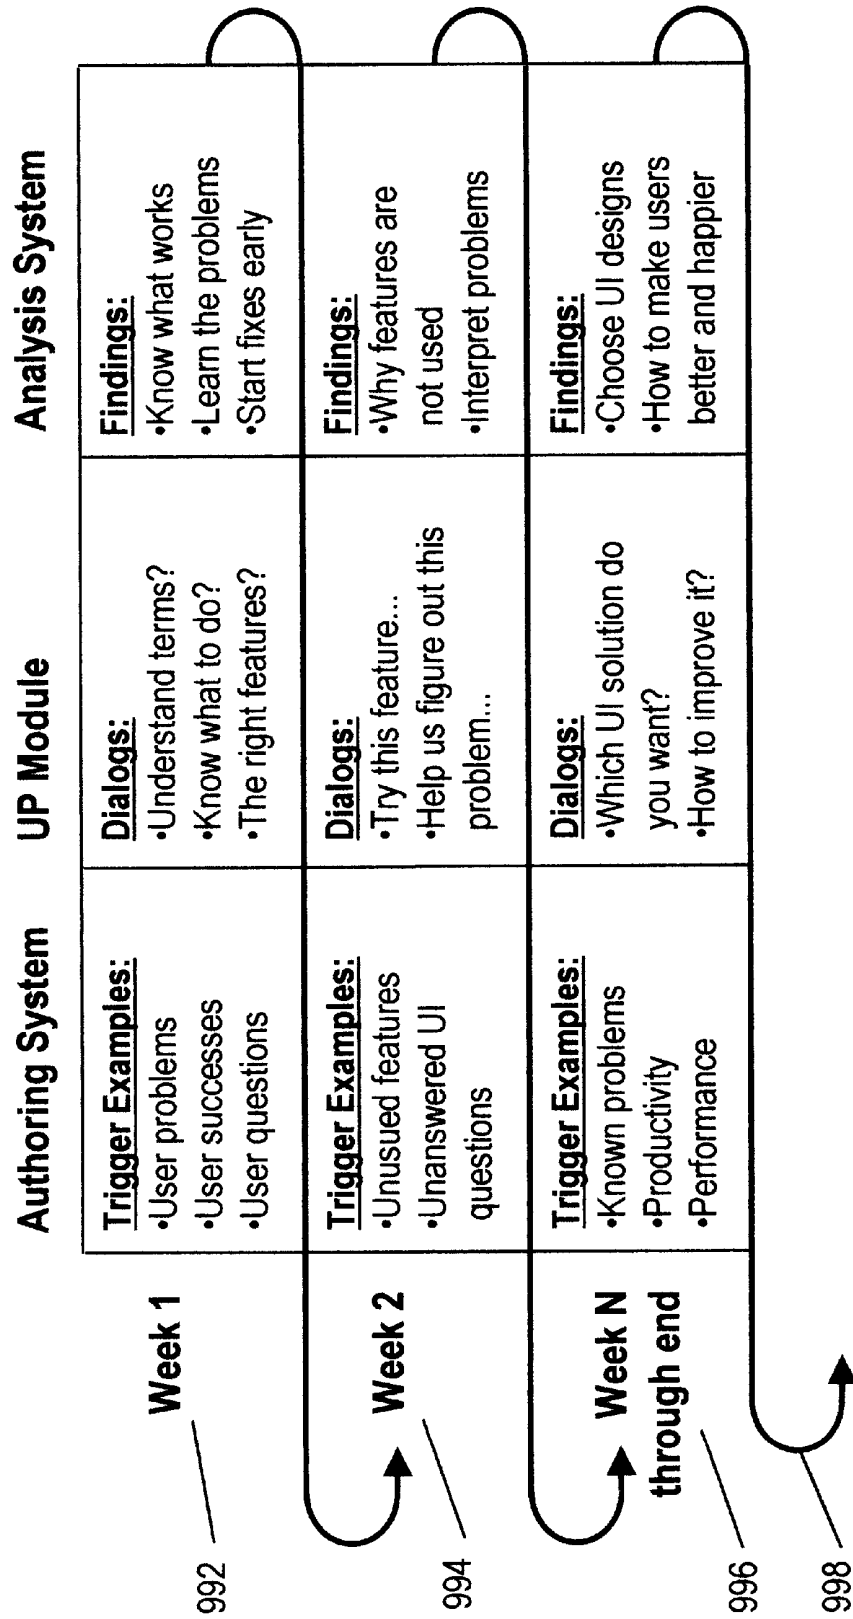 Authoring System
UP Module
Analysis System
992
Week 1
Trigger Examples:
•User problems
•User successes
•User questions
Dialogs:
•Understand terms?
•Know what to do?
•The right features?
Findings:
•Know what works
•Learn the problems
•Start fixes early
994
Week 2
Trigger Examples:
•Unusued features
•Unanswered UI
questions
Dialogs:
•Try this feature...
•Help us figure out this
problem...
Findings:
•Why features are
not used
•Interpret problems
996
Week N
through end
Trigger Examples:
•Known problems
•Productivity
•Performance
Dialogs:
•Which UI solution do
you want?
•How to improve it?
Findings:
•Choose UI designs
•How to make users
better and happier
998